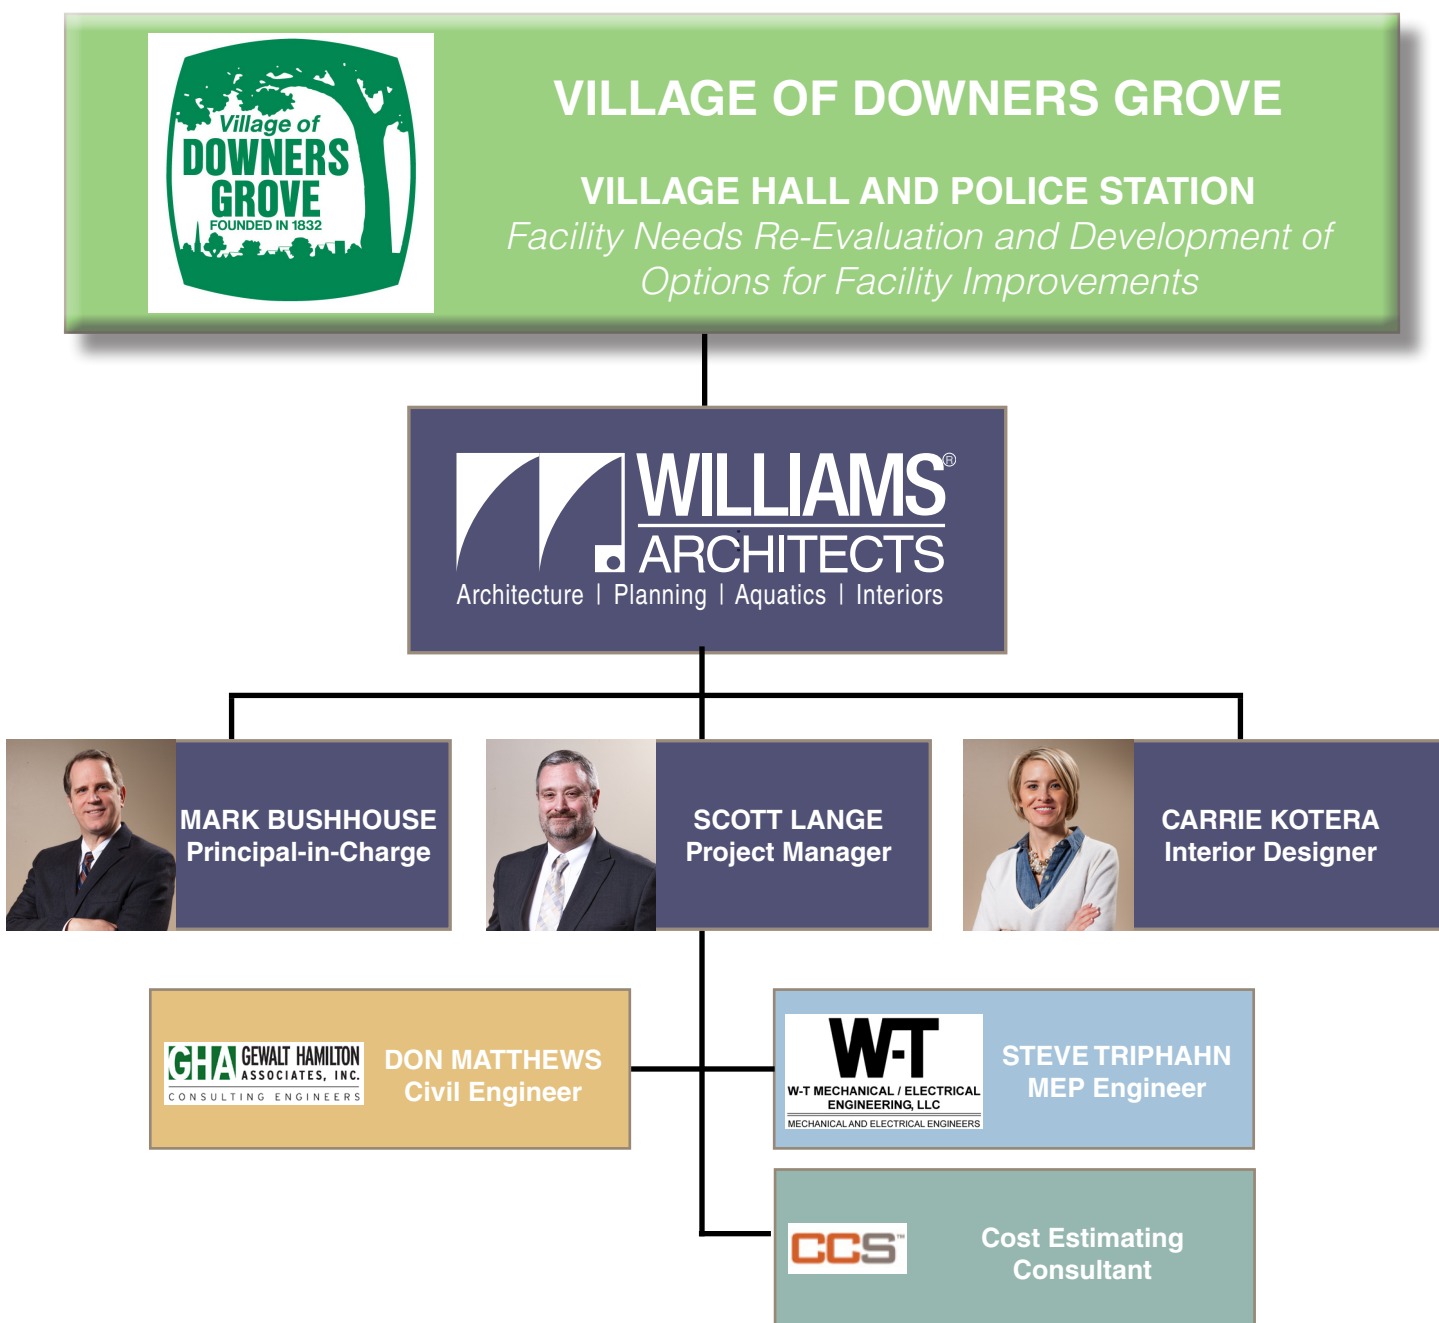 Village of
DOWNERS
GROVE
FOUNDED IN 1832
VILLAGE OF DOWNERS GROVE
VILLAGE HALL AND POLICE STATION
Facility Needs Re-Evaluation and Development of
Options for Facility Improvements
WILLIAMS®
ARCHITECTS
Architecture | Planning | Aquatics | Interiors
MARK BUSHHOUSE
Principal-in-Charge
SCOTT LANGE
Project Manager
CARRIE KOTERA
Interior Designer
GHA GEWALT HAMILTON
ASSOCIATES, INC.
CONSULTING ENGINEERS
DON MATTHEWS
Civil Engineer
W-T
W-T MECHANICAL / ELECTRICAL
ENGINEERING, LLC
MECHANICAL AND ELECTRICAL ENGINEERS
STEVE TRIPHAHN
MEP Engineer
CCS™
Cost Estimating
Consultant